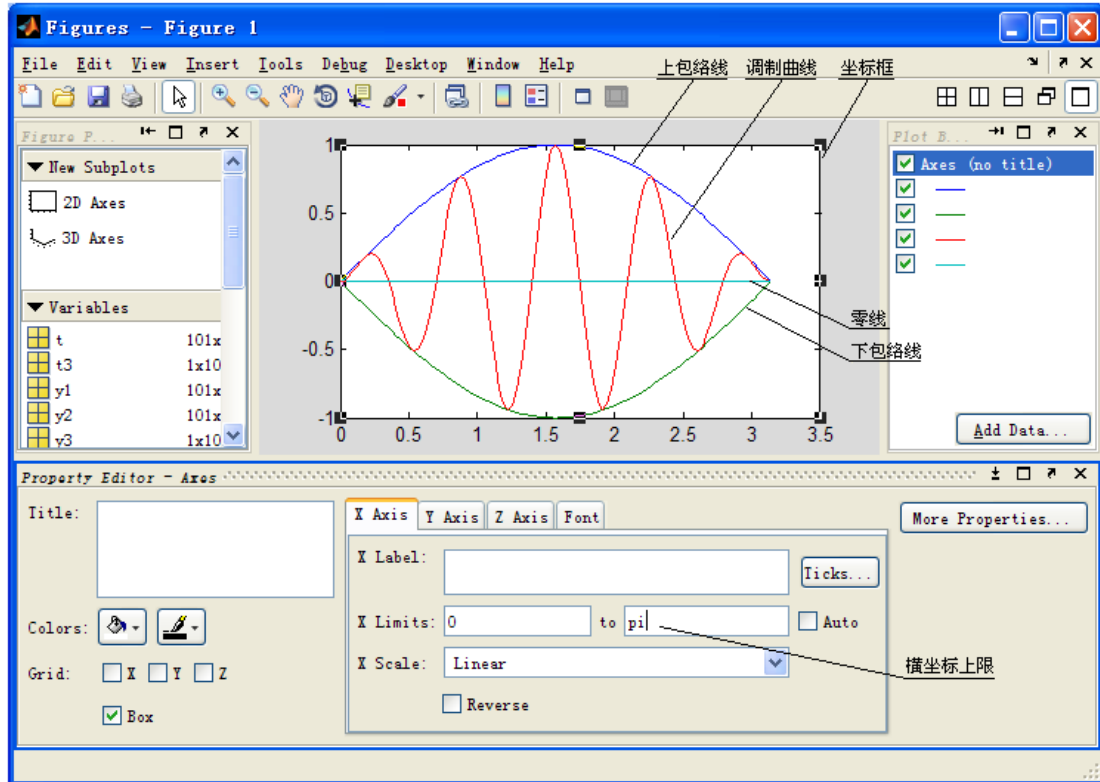 Figures - Figure 1
File Edit View Insert Tools Debug Desktop Window Help
上包络线 调制曲线 坐标框
Figure P...
New Subplots
2D Axes
3D Axes
Variables
t 101x
t3 1x10
y1 101x
y2 101x
y3 1x10
1
0.5
0
-0.5
-1
0 0.5 1 1.5 2 2.5 3 3.5
零线
下包络线
Plot B...
Axes (no title)
Add Data...
Property Editor - Axes
Title:
Colors:
Grid: X Y Z
Box
X Axis Y Axis Z Axis Font
X Label:
Ticks...
X Limits: 0 to pi Auto
X Scale: Linear
Reverse
More Properties...
横坐标上限